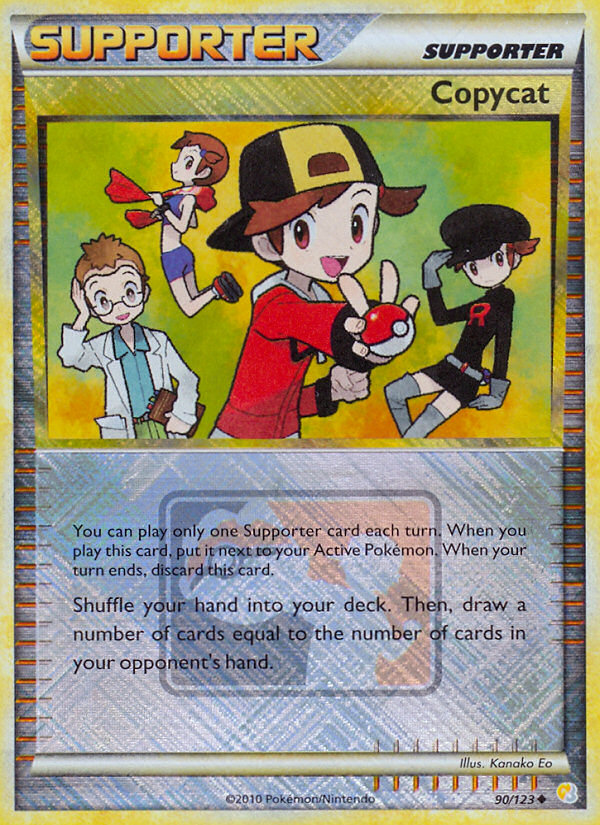 SUPPORTER
SUPPORTER
Copycat
R
You can play only one Supporter card each turn. When you
play this card, put it next to your Active Pokémon. When your
turn ends, discard this card.
Shuffle your hand into your deck. Then, draw a
number of cards equal to the number of cards in
your opponent's hand.
Illus. Kanako Eo
©2010 Pokémon/Nintendo
90/123